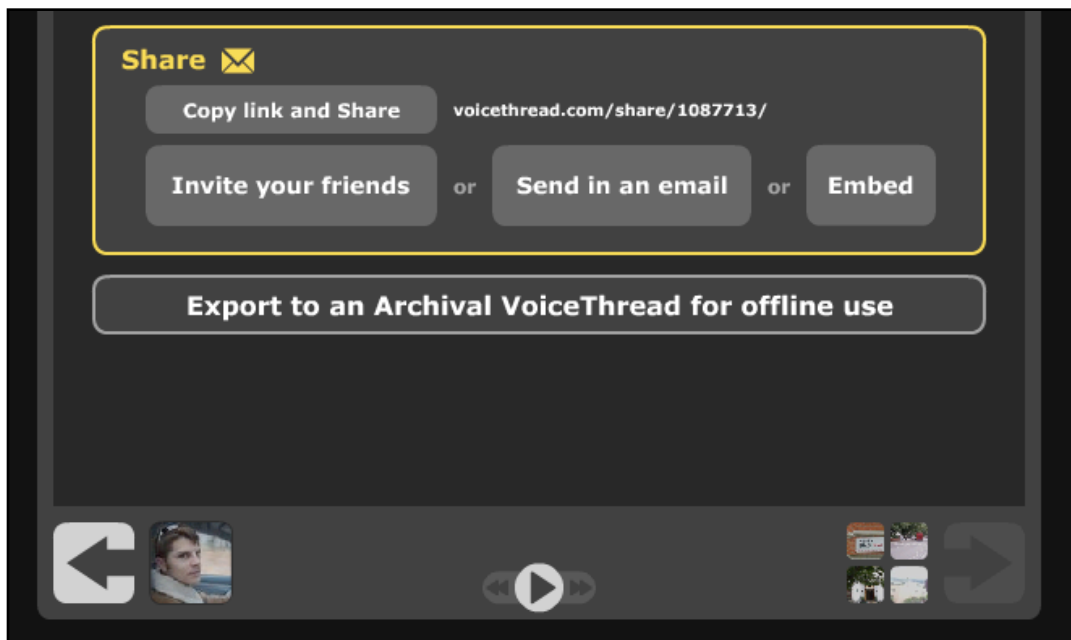 Share
Copy link and Share voicethread.com/share/1087713/
Invite your friends or Send in an email or Embed
Export to an Archival VoiceThread for offline use